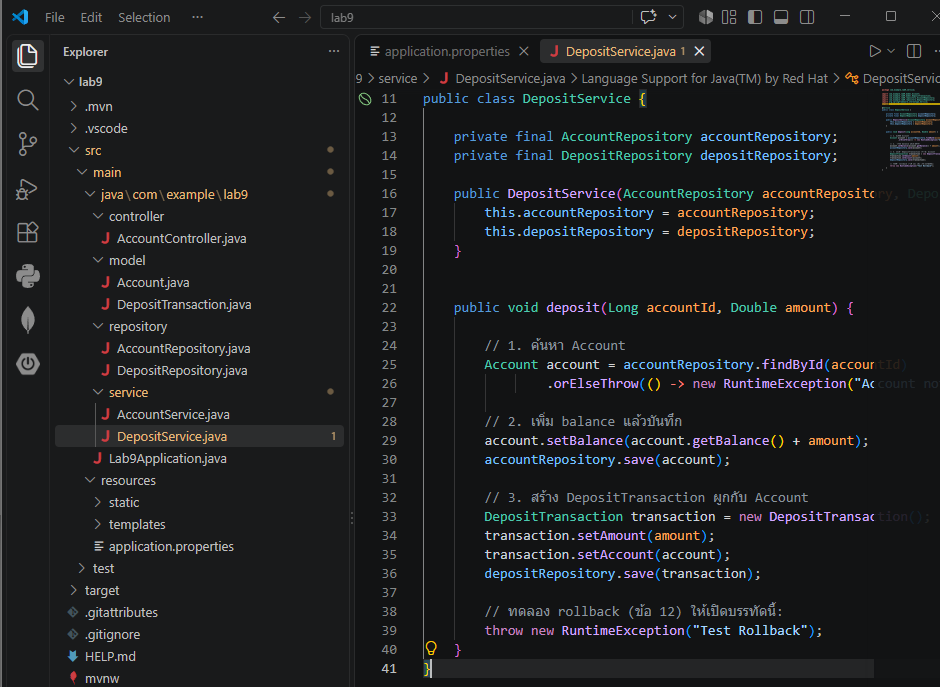 File Edit Selection ··· lab9
Explorer ···
application.properties
DepositService.java 1
9 > service > DepositService.java > Language Support for Java(TM) by Red Hat > DepositServic
lab9
.mvn
.vscode
src
main
java\com\example\lab9
controller
AccountController.java
model
Account.java
DepositTransaction.java
repository
AccountRepository.java
DepositRepository.java
service
AccountService.java
DepositService.java 1
Lab9Application.java
resources
static
templates
application.properties
test
target
.gitattributes
.gitignore
HELP.md
mvnw
11 public class DepositService {
12
13 private final AccountRepository accountRepository;
14 private final DepositRepository depositRepository;
15
16 public DepositService(AccountRepository accountRepository, Depo
17 this.accountRepository = accountRepository;
18 this.depositRepository = depositRepository;
19 }
20
21
22 public void deposit(Long accountId, Double amount) {
23
24 // 1. ค้นหา Account
25 Account account = accountRepository.findById(accountId)
26 .orElseThrow(() -> new RuntimeException("Account no
27
28 // 2. เพิ่ม balance แล้วบันทึก
29 account.setBalance(account.getBalance() + amount);
30 accountRepository.save(account);
31
32 // 3. สร้าง DepositTransaction ผูกกับ Account
33 DepositTransaction transaction = new DepositTransaction();
34 transaction.setAmount(amount);
35 transaction.setAccount(account);
36 depositRepository.save(transaction);
37
38 // ทดลอง rollback (ข้อ 12) ให้เปิดบรรทัดนี้:
39 throw new RuntimeException("Test Rollback");
40 }
41 }